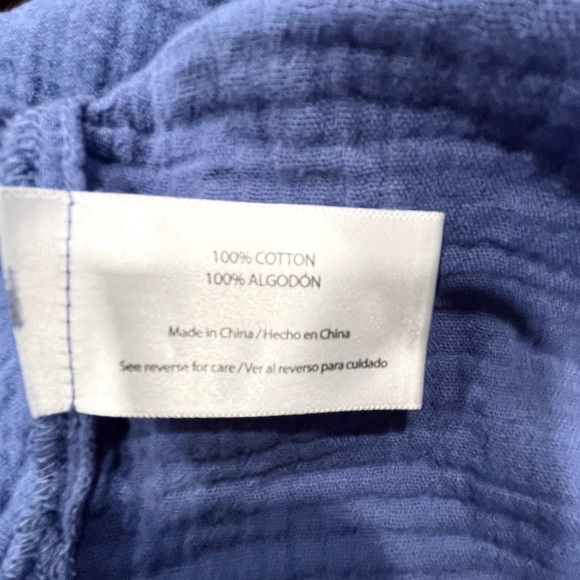 100% COTTON
100% ALGODÓN
Made in China / Hecho en China
See reverse for care / Ver al reverso para cuidado